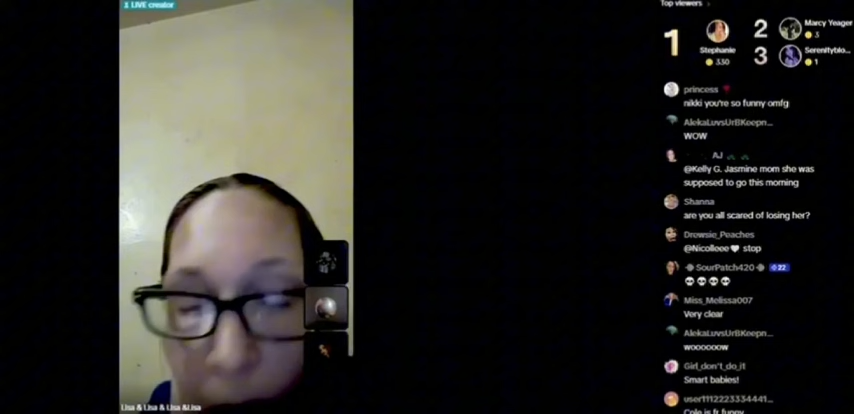 LIVE creator
Top viewers
1
Stephanie
330
2
Marcy Yeager
3
3
Serenityblo...
1
princess
nikki you're so funny omfg
AlekaLuvsUrBKeepn...
WOW
AJ
@Kelly G. Jasmine mom she was
supposed to go this morning
Shanna
are you all scared of losing her?
Drowsie_Peaches
@Nicolleee🤍 stop
SourPatch420
22
💀💀💀💀
Miss_Melissa007
Very clear
AlekaLuvsUrBKeepn...
woooooow
Girl_don't_do_it
Smart babies!
user1112223334441...
Cole is fr funny
Lisa & Lisa & Lisa &Lisa